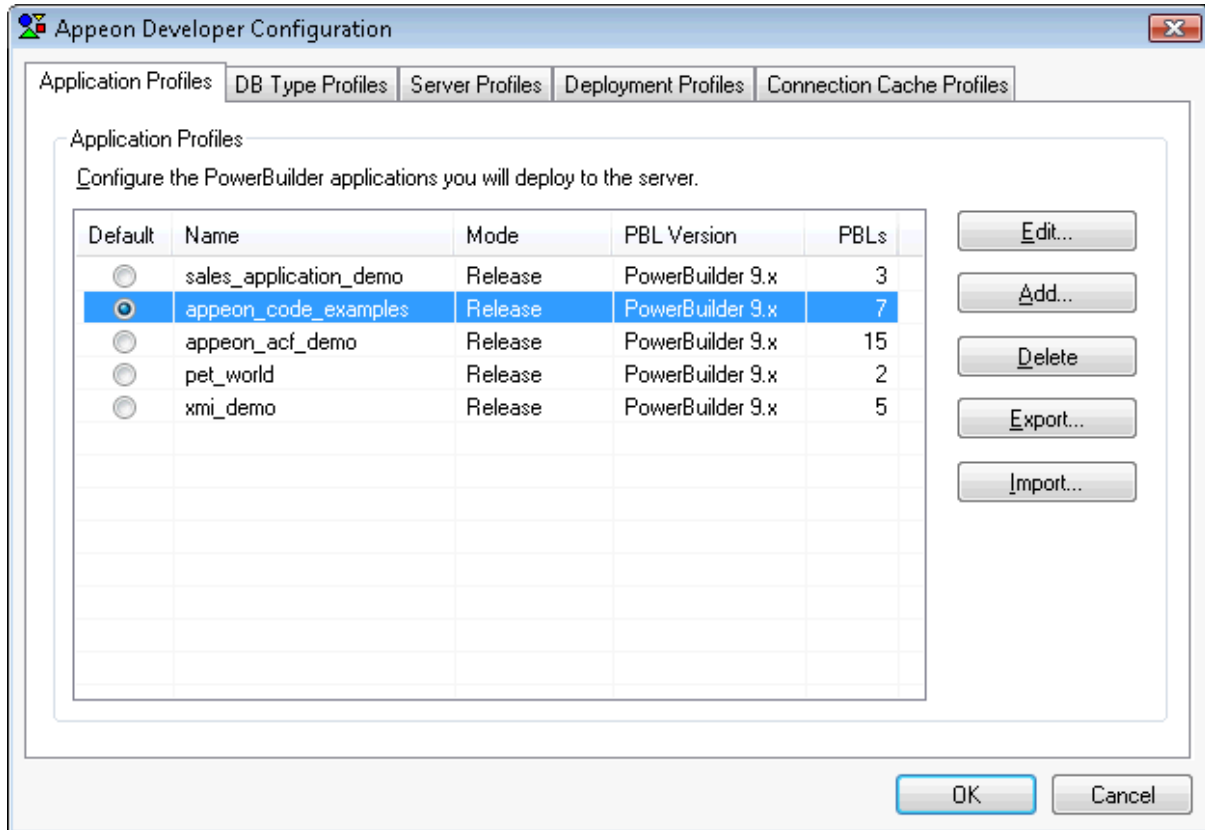 Appeon Developer Configuration
Application Profiles DB Type Profiles Server Profiles Deployment Profiles Connection Cache Profiles
Application Profiles
Configure the PowerBuilder applications you will deploy to the server.
Default Name Mode PBL Version PBLs
sales_application_demo Release PowerBuilder 9.x 3
appeon_code_examples Release PowerBuilder 9.x 7
appeon_acf_demo Release PowerBuilder 9.x 15
pet_world Release PowerBuilder 9.x 2
xmi_demo Release PowerBuilder 9.x 5
Edit...
Add...
Delete
Export...
Import...
OK Cancel